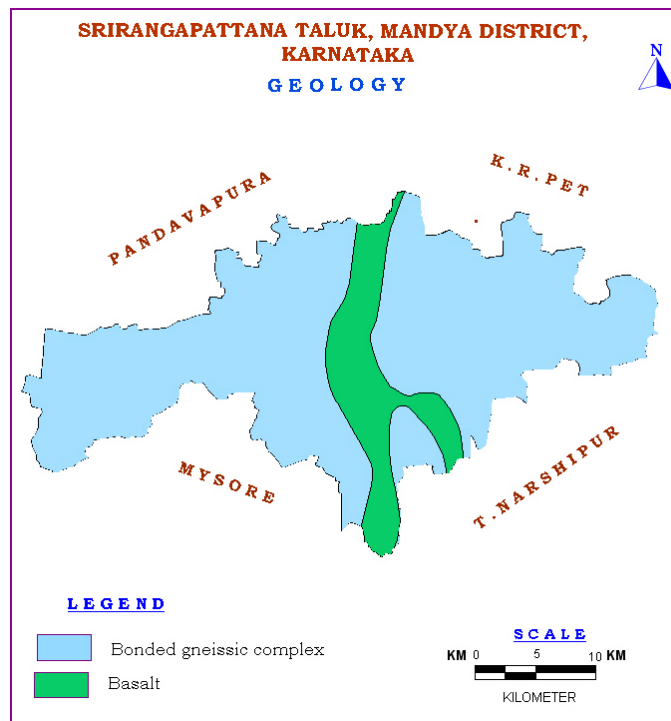 SRIRANGAPATTANA TALUK, MANDYA DISTRICT,
KARNATAKA
GEOLOGY
N
K.R.PET
PANDAVAPURA
MYSORE
T.NARSHIPUR
LEGEND
Bonded gneissic complex
Basalt
SCALE
KM 0 5 10 KM
KILOMETER